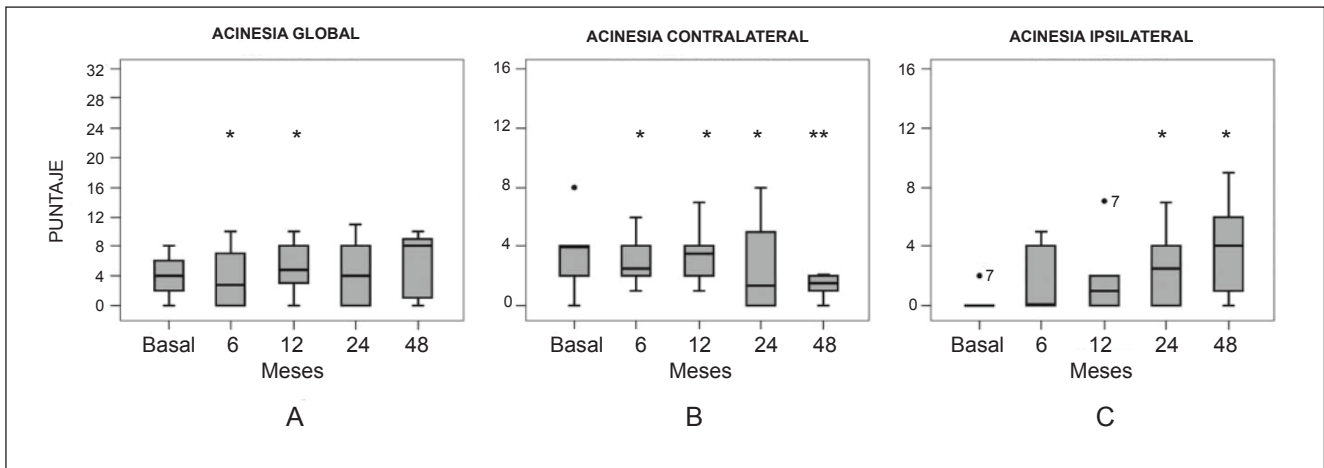 ACINESIA GLOBAL
PUNTAJE
32
28
24
20
16
12
8
4
0
* *
Basal 6 12 24 48
Meses
A
ACINESIA CONTRALATERAL
16
12
8
4
0
* * * **
Basal 6 12 24 48
Meses
B
ACINESIA IPSILATERAL
16
12
8
4
0
* *
7
7
Basal 6 12 24 48
Meses
C